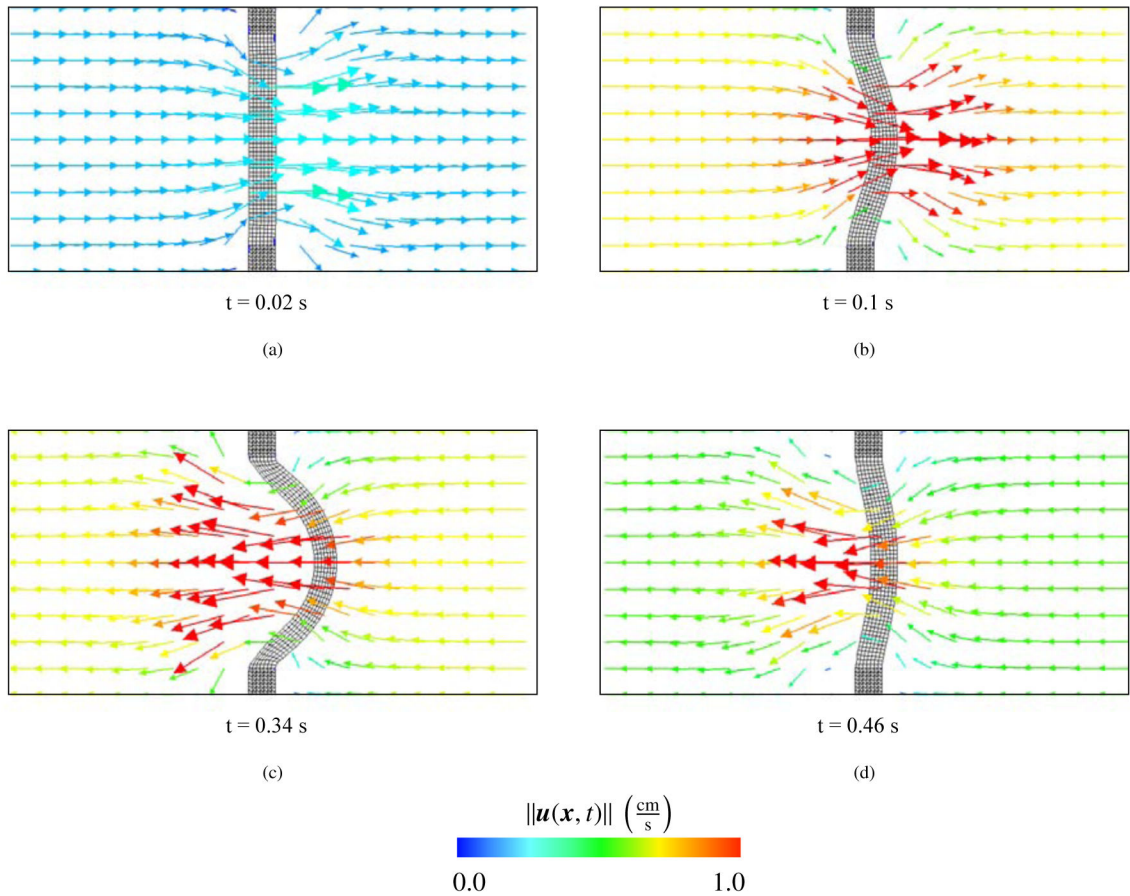 t = 0.02 s
t = 0.1 s
(a)
(b)
t = 0.34 s
t = 0.46 s
(c)
(d)
||u(x, t)|| (cm/s)
0.0
1.0